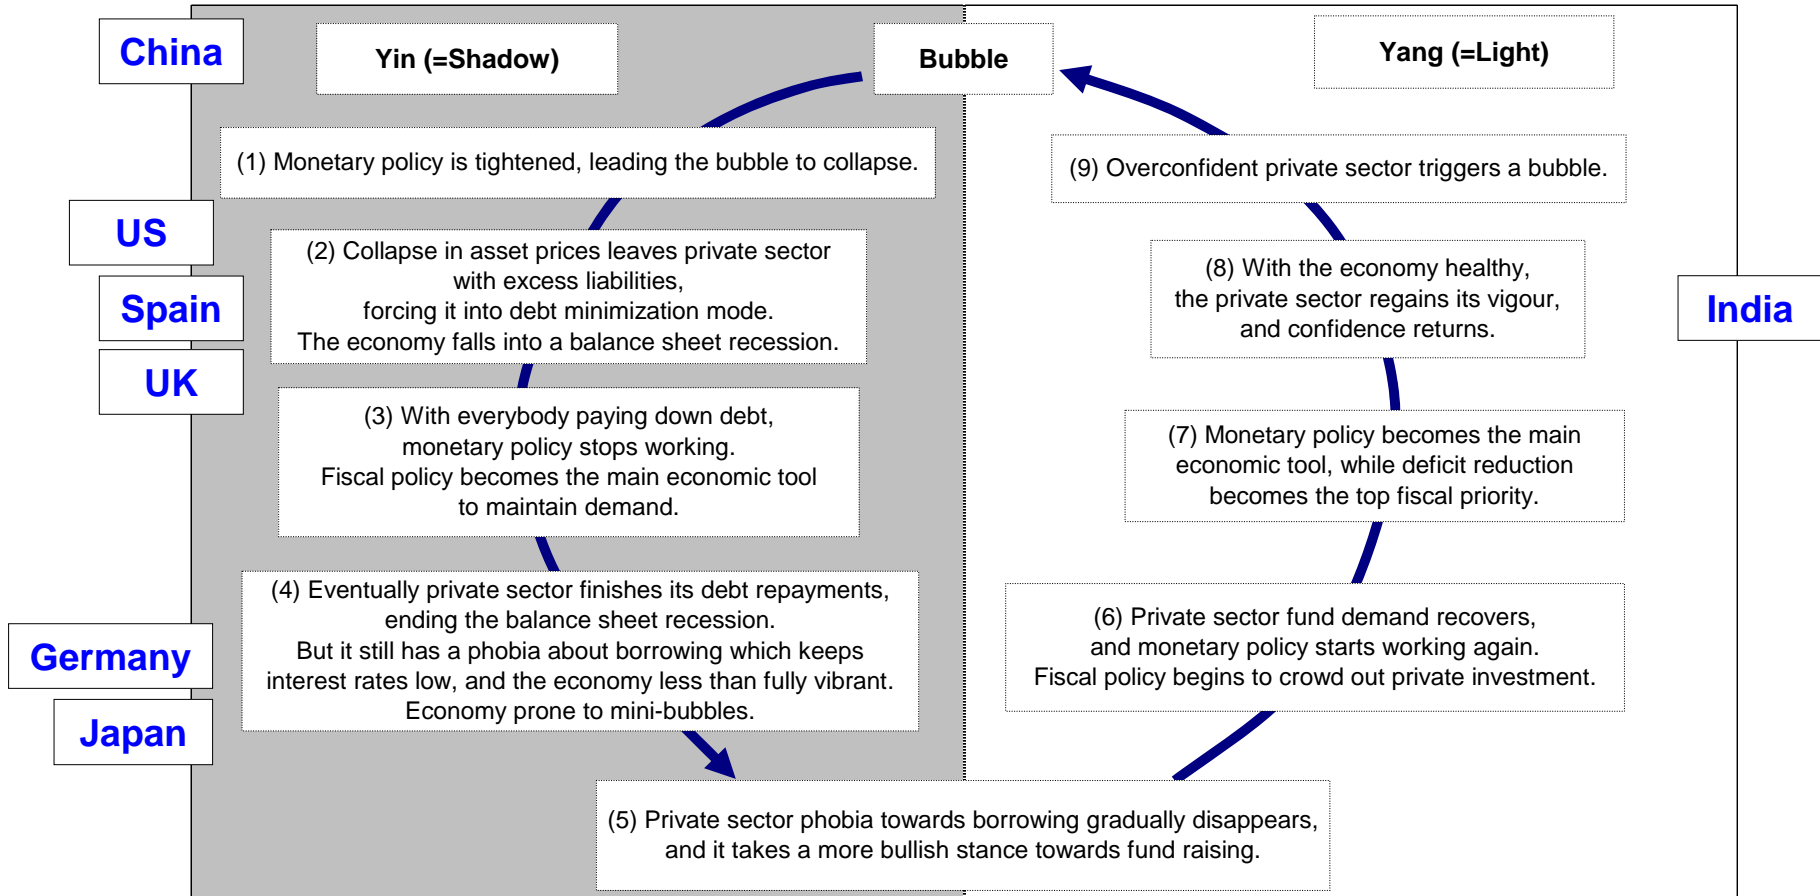 China
Yin (=Shadow)
Bubble
Yang (=Light)
(1) Monetary policy is tightened, leading the bubble to collapse.
(9) Overconfident private sector triggers a bubble.
US
Spain
UK
(2) Collapse in asset prices leaves private sector
with excess liabilities,
forcing it into debt minimization mode.
The economy falls into a balance sheet recession.
(8) With the economy healthy,
the private sector regains its vigour,
and confidence returns.
India
(3) With everybody paying down debt,
monetary policy stops working.
Fiscal policy becomes the main economic tool
to maintain demand.
(7) Monetary policy becomes the main
economic tool, while deficit reduction
becomes the top fiscal priority.
Germany
Japan
(4) Eventually private sector finishes its debt repayments,
ending the balance sheet recession.
But it still has a phobia about borrowing which keeps
interest rates low, and the economy less than fully vibrant.
Economy prone to mini-bubbles.
(6) Private sector fund demand recovers,
and monetary policy starts working again.
Fiscal policy begins to crowd out private investment.
(5) Private sector phobia towards borrowing gradually disappears,
and it takes a more bullish stance towards fund raising.